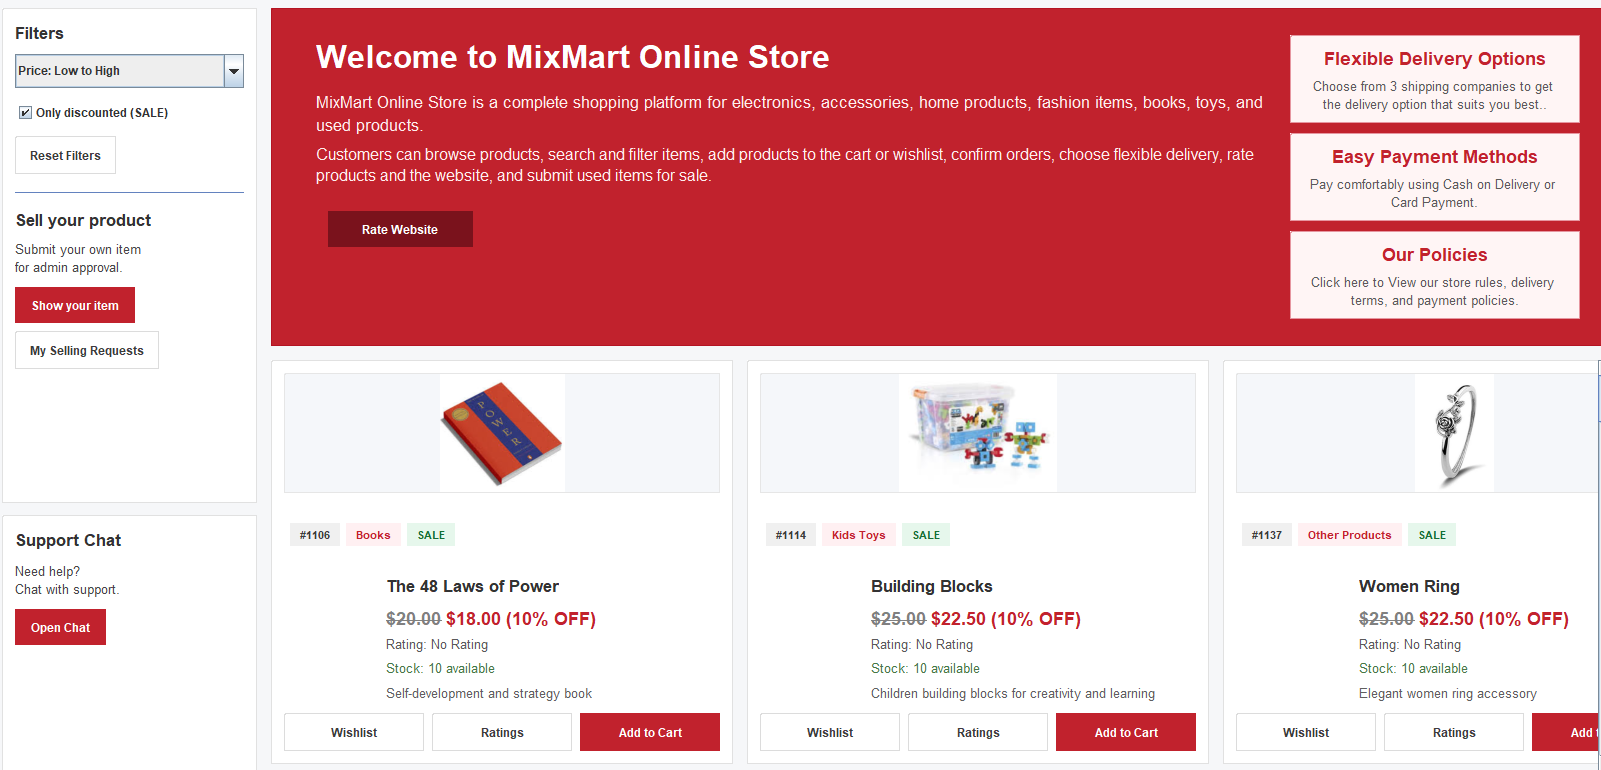 Filters
Price: Low to High
Only discounted (SALE)
Reset Filters
Sell your product
Submit your own item
for admin approval.
Show your item
My Selling Requests
Support Chat
Need help?
Chat with support.
Open Chat
Welcome to MixMart Online Store
MixMart Online Store is a complete shopping platform for electronics, accessories, home products, fashion items, books, toys, and
used products.
Customers can browse products, search and filter items, add products to the cart or wishlist, confirm orders, choose flexible delivery, rate
products and the website, and submit used items for sale.
Rate Website
Flexible Delivery Options
Choose from 3 shipping companies to get
the delivery option that suits you best..
Easy Payment Methods
Pay comfortably using Cash on Delivery or
Card Payment.
Our Policies
Click here to View our store rules, delivery
terms, and payment policies.
POWER
#1106 Books SALE
The 48 Laws of Power
$20.00 $18.00 (10% OFF)
Rating: No Rating
Stock: 10 available
Self-development and strategy book
Wishlist Ratings Add to Cart
#1114 Kids Toys SALE
Building Blocks
$25.00 $22.50 (10% OFF)
Rating: No Rating
Stock: 10 available
Children building blocks for creativity and learning
Wishlist Ratings Add to Cart
#1137 Other Products SALE
Women Ring
$25.00 $22.50 (10% OFF)
Rating: No Rating
Stock: 10 available
Elegant women ring accessory
Wishlist Ratings Add